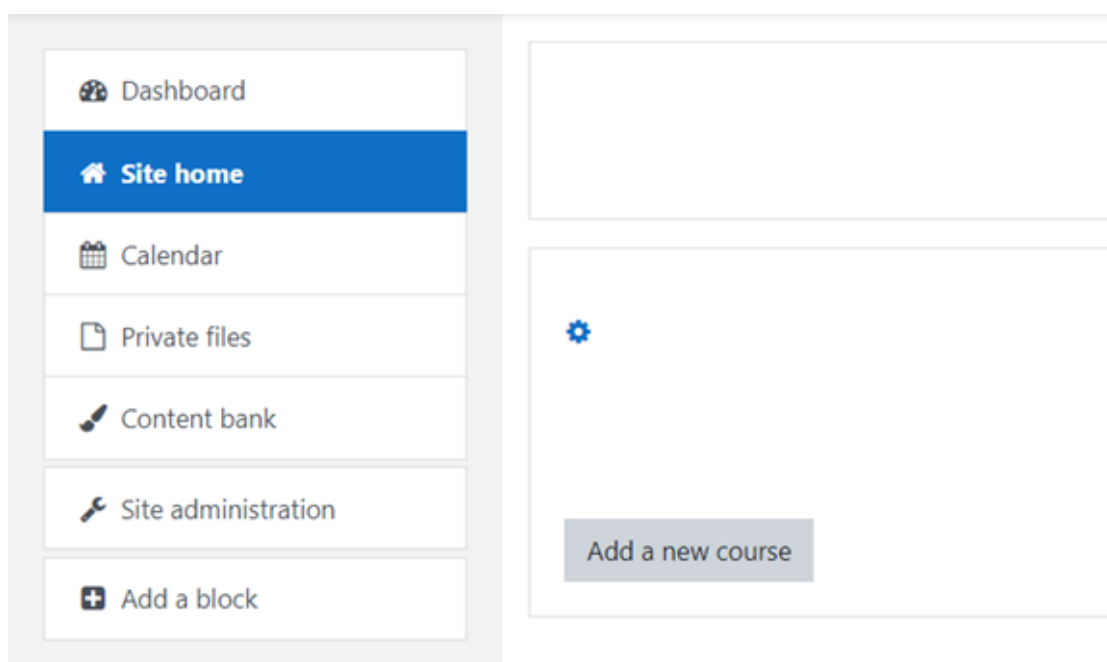 Dashboard
Site home
Calendar
Private files
Content bank
Site administration
Add a block
Add a new course